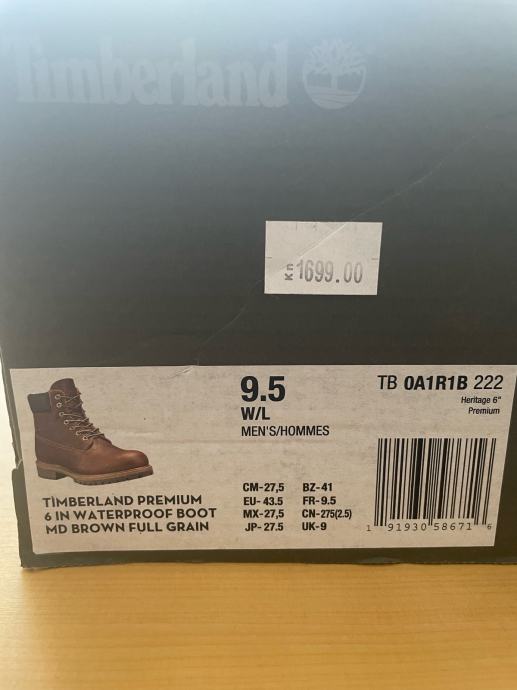 Timberland
Kn 1699.00
9.5
W/L
MEN'S/HOMMES
TB 0A1R1B 222
Heritage 6"
Premium
TIMBERLAND PREMIUM
6 IN WATERPROOF BOOT
MD BROWN FULL GRAIN
CM-27,5 BZ-41
EU- 43.5 FR-9.5
MX-27,5 CN-275(2.5)
JP- 27.5 UK-9
1 91930 58671 6